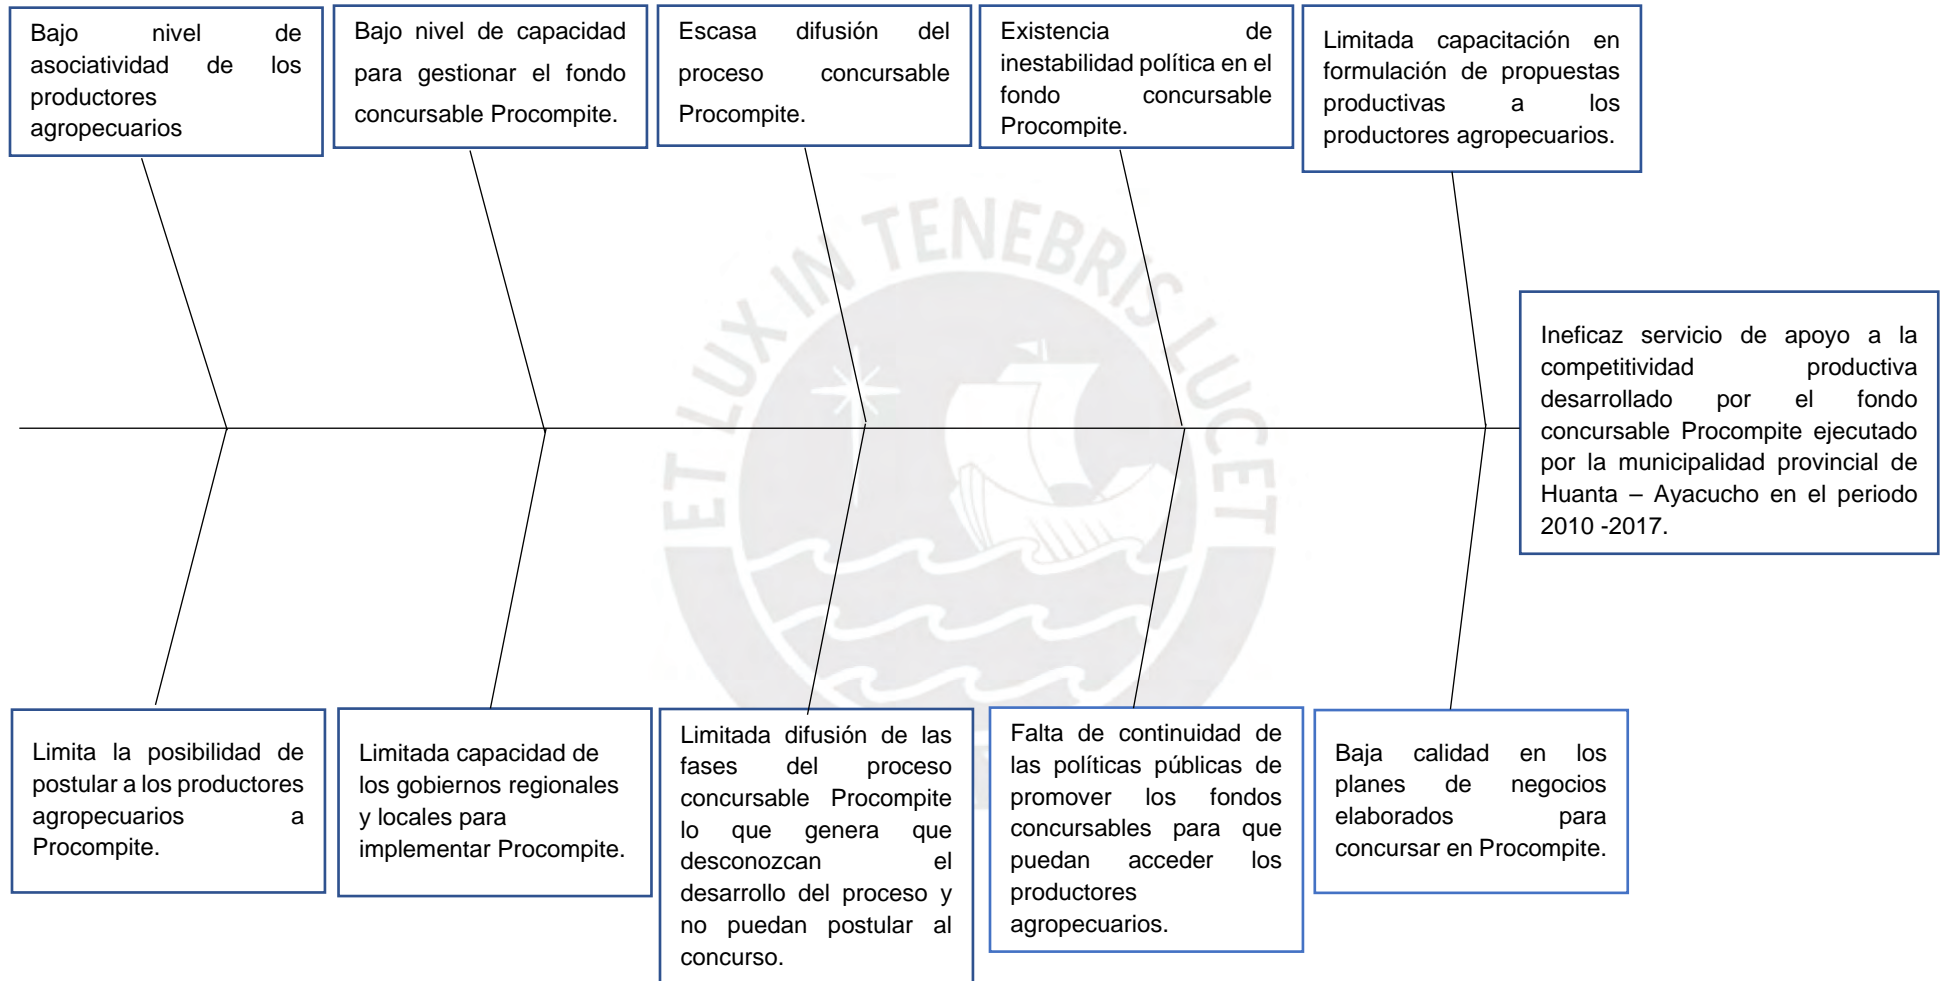 Bajo nivel de
asociatividad de los
productores
agropecuarios
Bajo nivel de capacidad
para gestionar el fondo
concursable Procompite.
Escasa difusión del
proceso concursable
Procompite.
Existencia de
inestabilidad política en el
fondo concursable
Procompite.
Limitada capacitación en
formulación de propuestas
productivas a los
productores agropecuarios.
ET LUX IN TENEBRIS LUCET
Ineficaz servicio de apoyo a la
competitividad productiva
desarrollado por el fondo
concursable Procompite ejecutado
por la municipalidad provincial de
Huanta – Ayacucho en el periodo
2010 -2017.
Limita la posibilidad de
postular a los productores
agropecuarios a
Procompite.
Limitada capacidad de
los gobiernos regionales
y locales para
implementar Procompite.
Limitada difusión de las
fases del proceso
concursable Procompite
lo que genera que
desconozcan el
desarrollo del proceso y
no puedan postular al
concurso.
Falta de continuidad de
las políticas públicas de
promover los fondos
concursables para que
puedan acceder los
productores
agropecuarios.
Baja calidad en los
planes de negocios
elaborados para
concursar en Procompite.